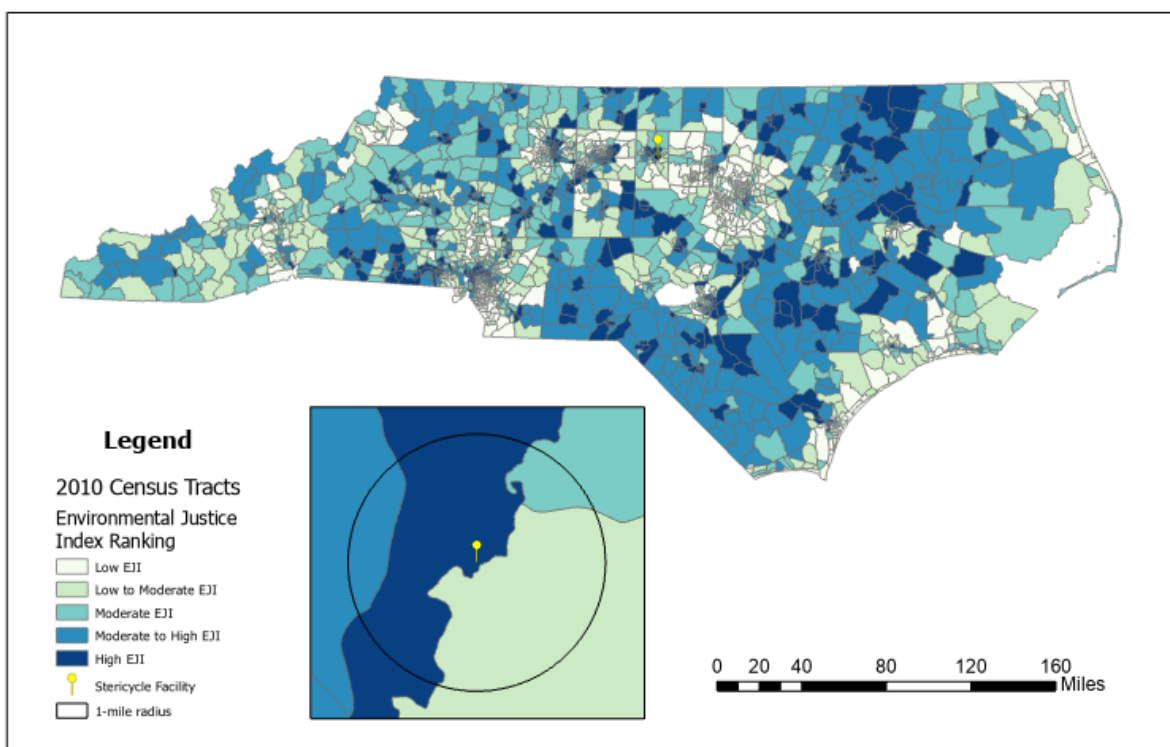 Legend
2010 Census Tracts
Environmental Justice
Index Ranking
Low EJI
Low to Moderate EJI
Moderate EJI
Moderate to High EJI
High EJI
Stericycle Facility
1-mile radius
0 20 40 80 120 160
Miles